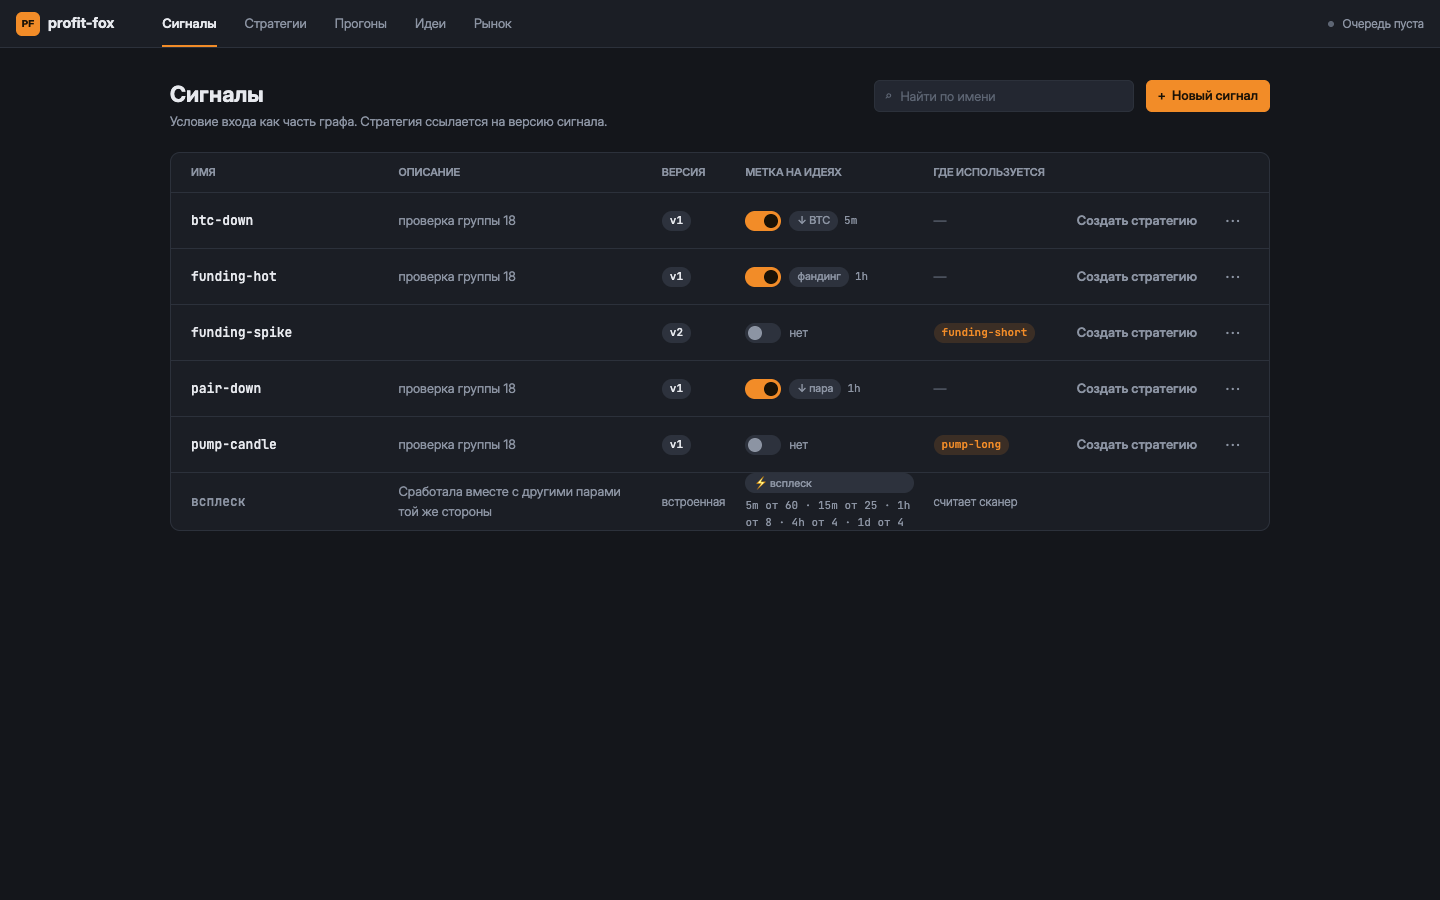 PF profit-fox Сигналы Стратегии Прогоны Идеи Рынок Очередь пуста
Сигналы
Найти по имени
+ Новый сигнал
Условие входа как часть графа. Стратегия ссылается на версию сигнала.
ИМЯ ОПИСАНИЕ ВЕРСИЯ МЕТКА НА ИДЕЯХ ГДЕ ИСПОЛЬЗУЕТСЯ
btc-down проверка группы 18 v1 ↓ BTC 5m — Создать стратегию ···
funding-hot проверка группы 18 v1 фандинг 1h — Создать стратегию ···
funding-spike v2 нет funding-short Создать стратегию ···
pair-down проверка группы 18 v1 ↓ пара 1h — Создать стратегию ···
pump-candle проверка группы 18 v1 нет pump-long Создать стратегию ···
всплеск
Сработала вместе с другими парами
той же стороны
встроенная
⚡ всплеск
5m от 60 · 15m от 25 · 1h
от 8 · 4h от 4 · 1d от 4
считает сканер